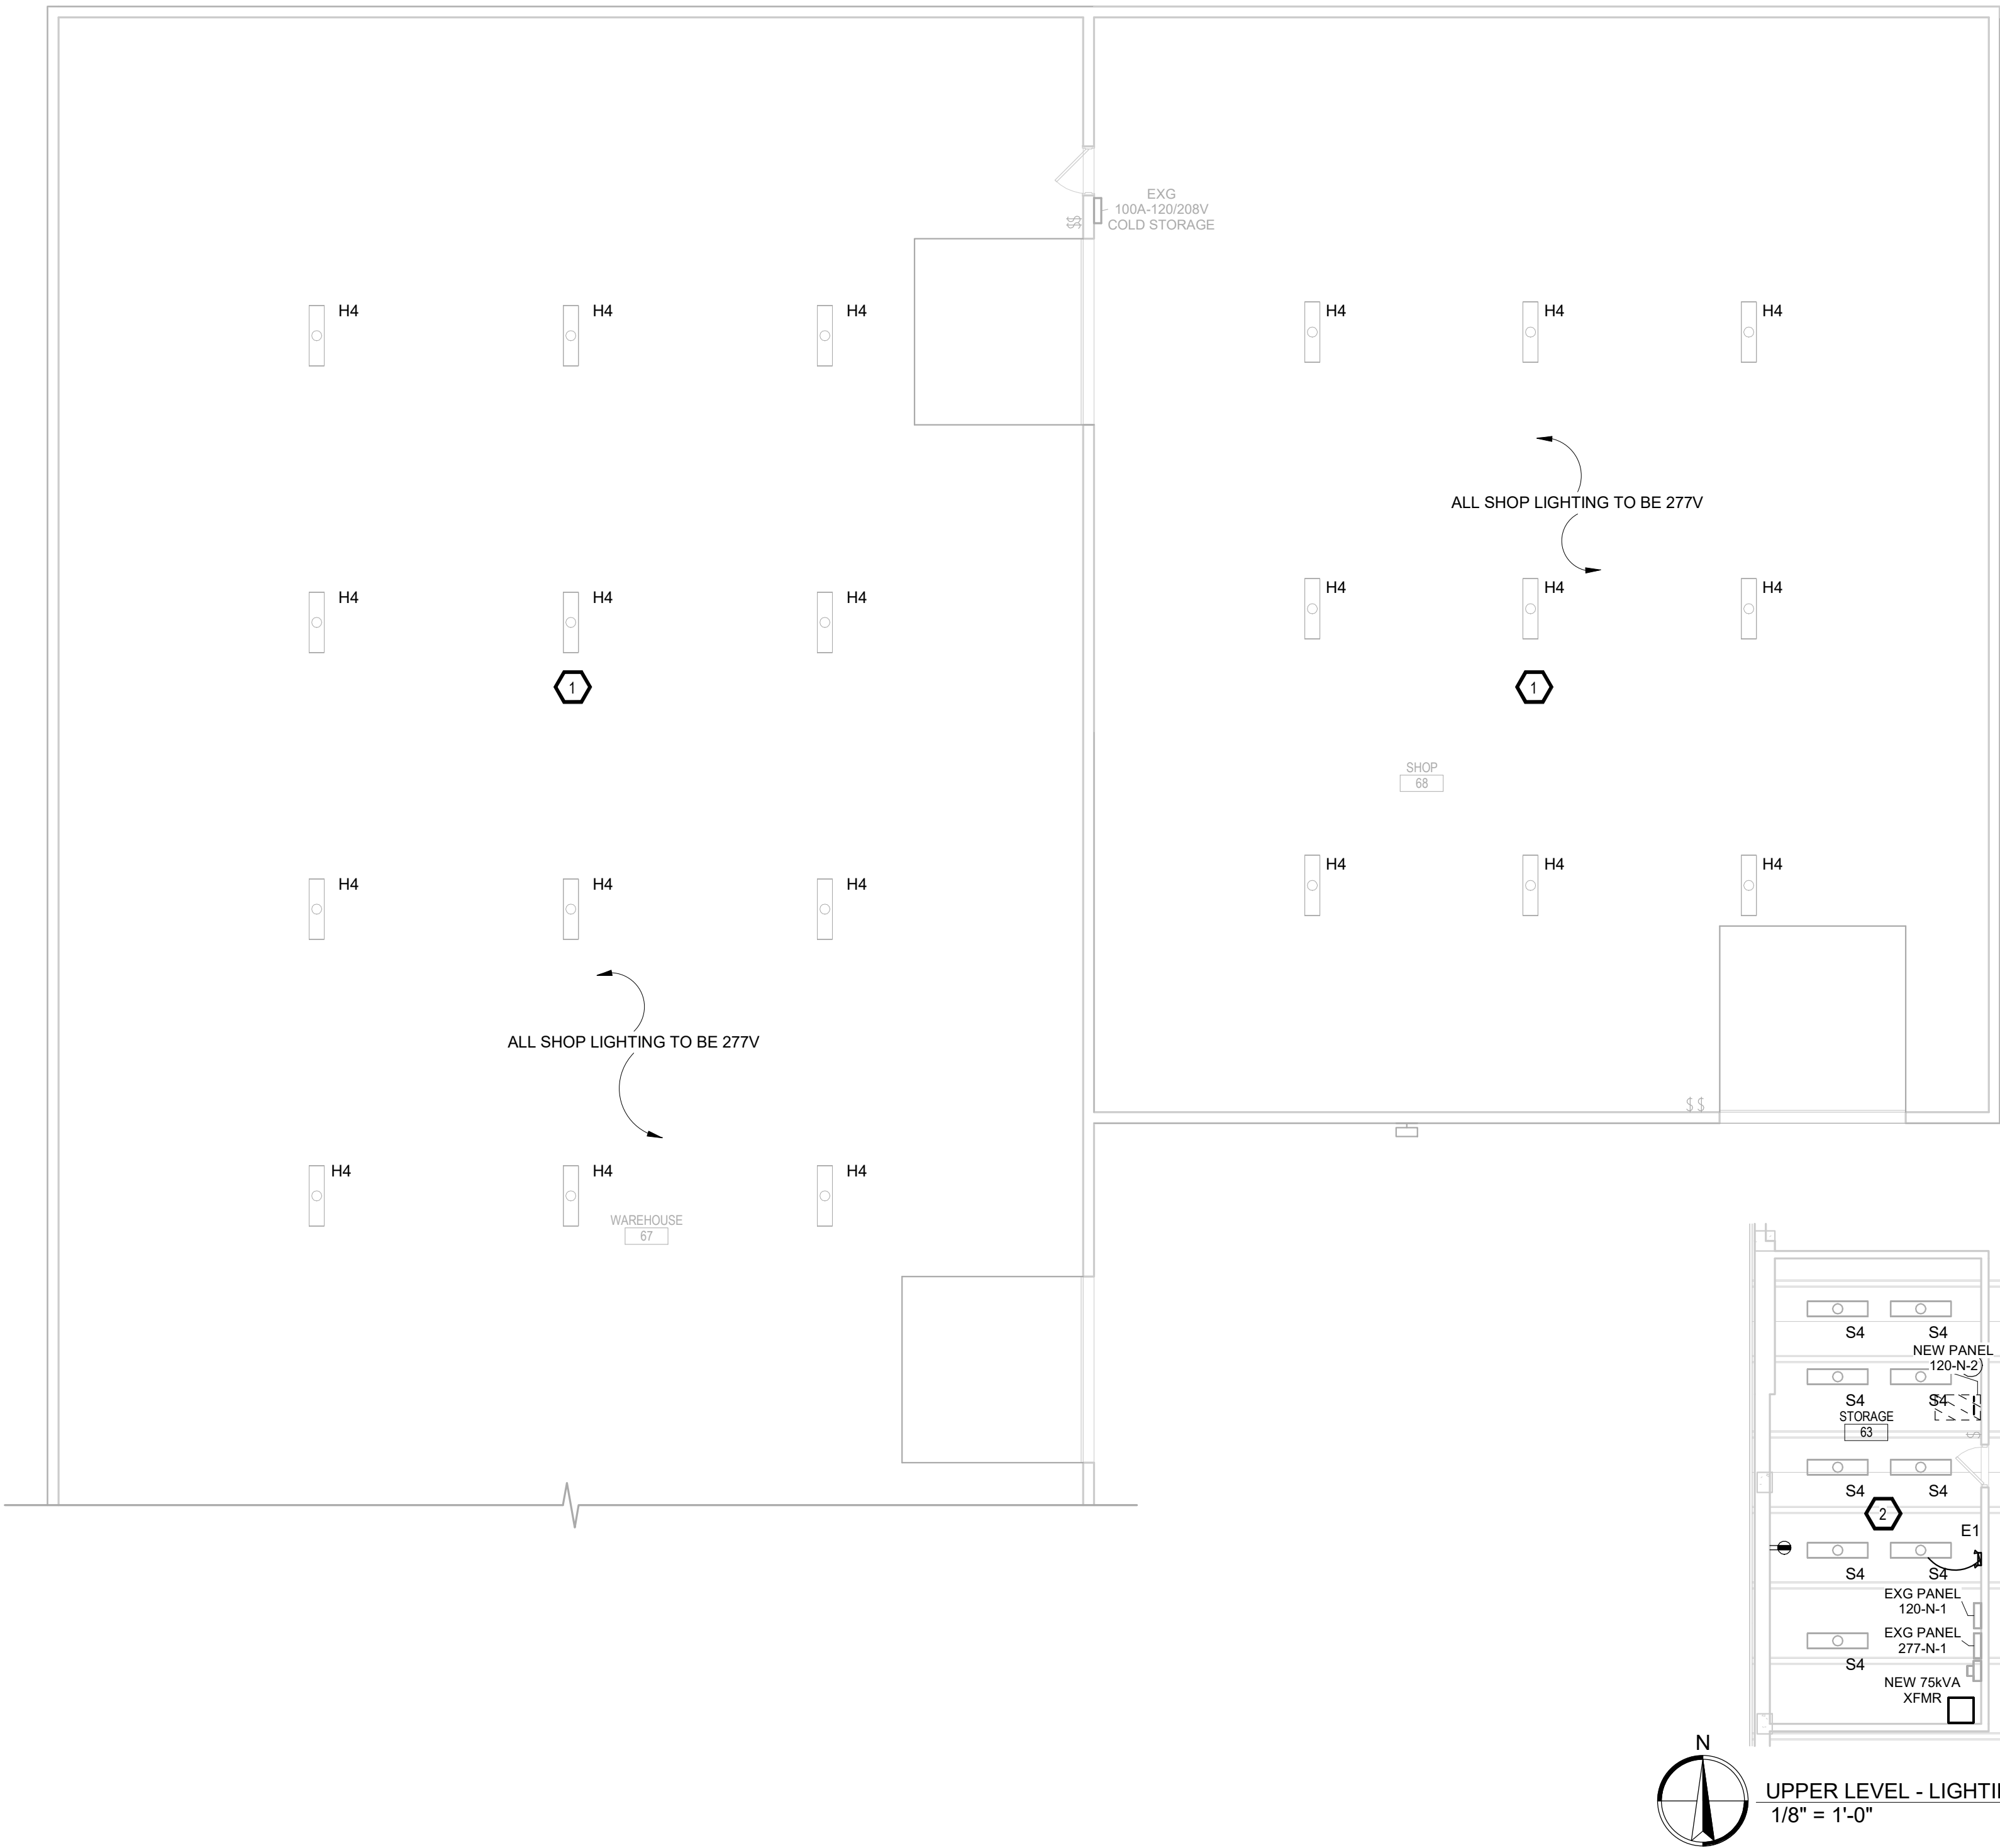 EXG
100A-120/208V
COLD STORAGE
$$
H4 H4 H4 H4 H4 H4
ALL SHOP LIGHTING TO BE 277V
H4 H4 H4 H4 H4 H4
1 1
SHOP
68
H4 H4 H4 H4 H4 H4
ALL SHOP LIGHTING TO BE 277V
$ $
H4 H4 H4
WAREHOUSE
67
S4 S4
NEW PANEL
120-N-2
S4 S4
STORAGE
63
$
S4 S4
2
E1
S4 S4
EXG PANEL
120-N-1
EXG PANEL
277-N-1
S4
NEW 75kVA
XFMR
N
UPPER LEVEL - LIGHTI
1/8" = 1'-0"